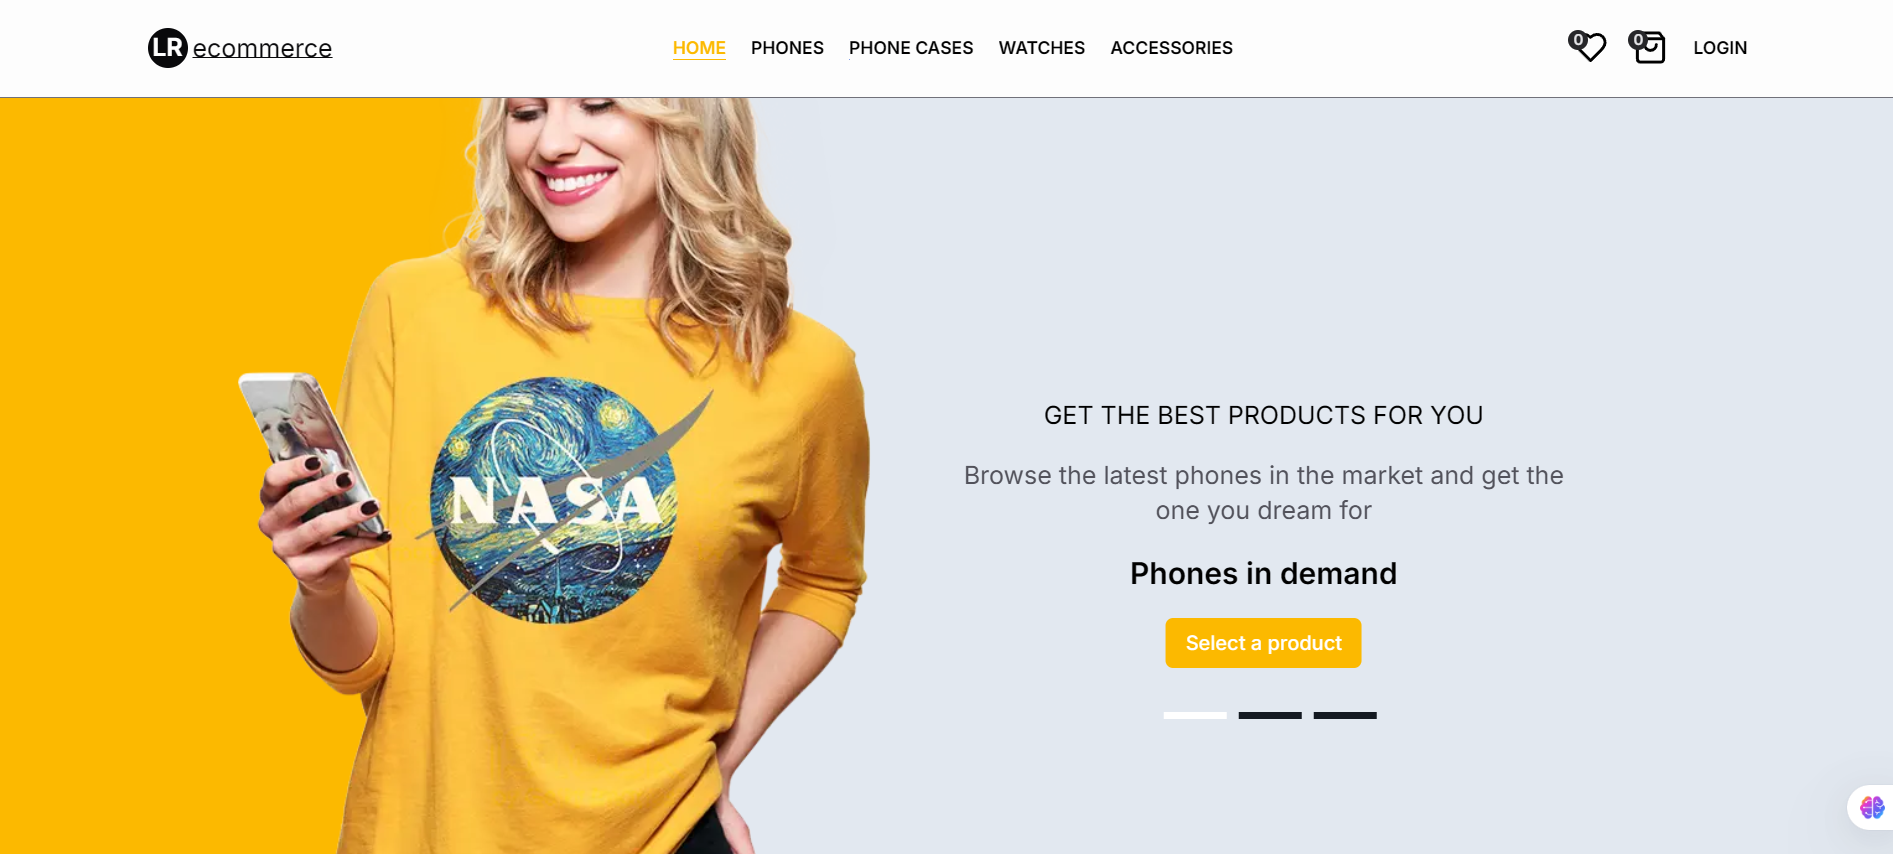 LR ecommerce
HOME PHONES PHONE CASES WATCHES ACCESSORIES
0 0 LOGIN
NASA
GET THE BEST PRODUCTS FOR YOU
Browse the latest phones in the market and get the
one you dream for
Phones in demand
Select a product